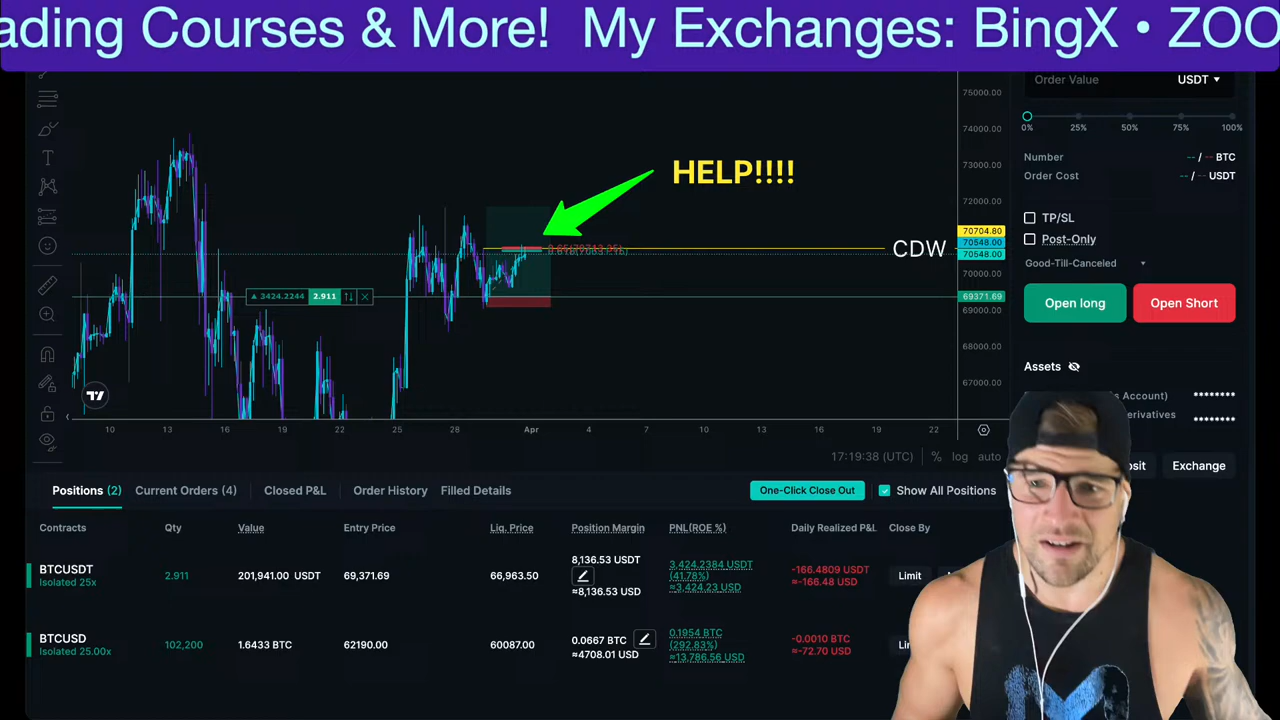 ading Courses & More! My Exchanges: BingX • ZOO
Order Value USDT
75000.00
0% 25% 50% 75% 100%
74000.00
Number -- / -- BTC
73000.00
Order Cost -- / -- USDT
HELP!!!!
72000.00
TP/SL
70704.80
Post-Only
70548.00
CDW
70548.00
Good-Till-Canceled
70000.00
3424.2244 2.911
69371.69
Open long Open Short
69000.00
68000.00
Assets
67000.00
s Account) ********
erivatives ********
10 13 16 19 22 25 28 Apr 4 7 10 13 16 19 22
17:19:38 (UTC) % log auto
osit Exchange
Positions (2) Current Orders (4) Closed P&L Order History Filled Details One-Click Close Out Show All Positions
Contracts Qty Value Entry Price Liq. Price Position Margin PNL(ROE %) Daily Realized P&L Close By
BTCUSDT
Isolated 25x
2.911 201,941.00 USDT 69,371.69 66,963.50
8,136.53 USDT
≈8,136.53 USD
3,424.2384 USDT
(41.78%)
≈3,424.23 USD
-166.4809 USDT
≈-166.48 USD
Limit
BTCUSD
Isolated 25.00x
102,200 1.6433 BTC 62190.00 60087.00
0.0667 BTC
≈4708.01 USD
0.1954 BTC
(292.83%)
≈13,786.56 USD
-0.0010 BTC
≈-72.70 USD
Li